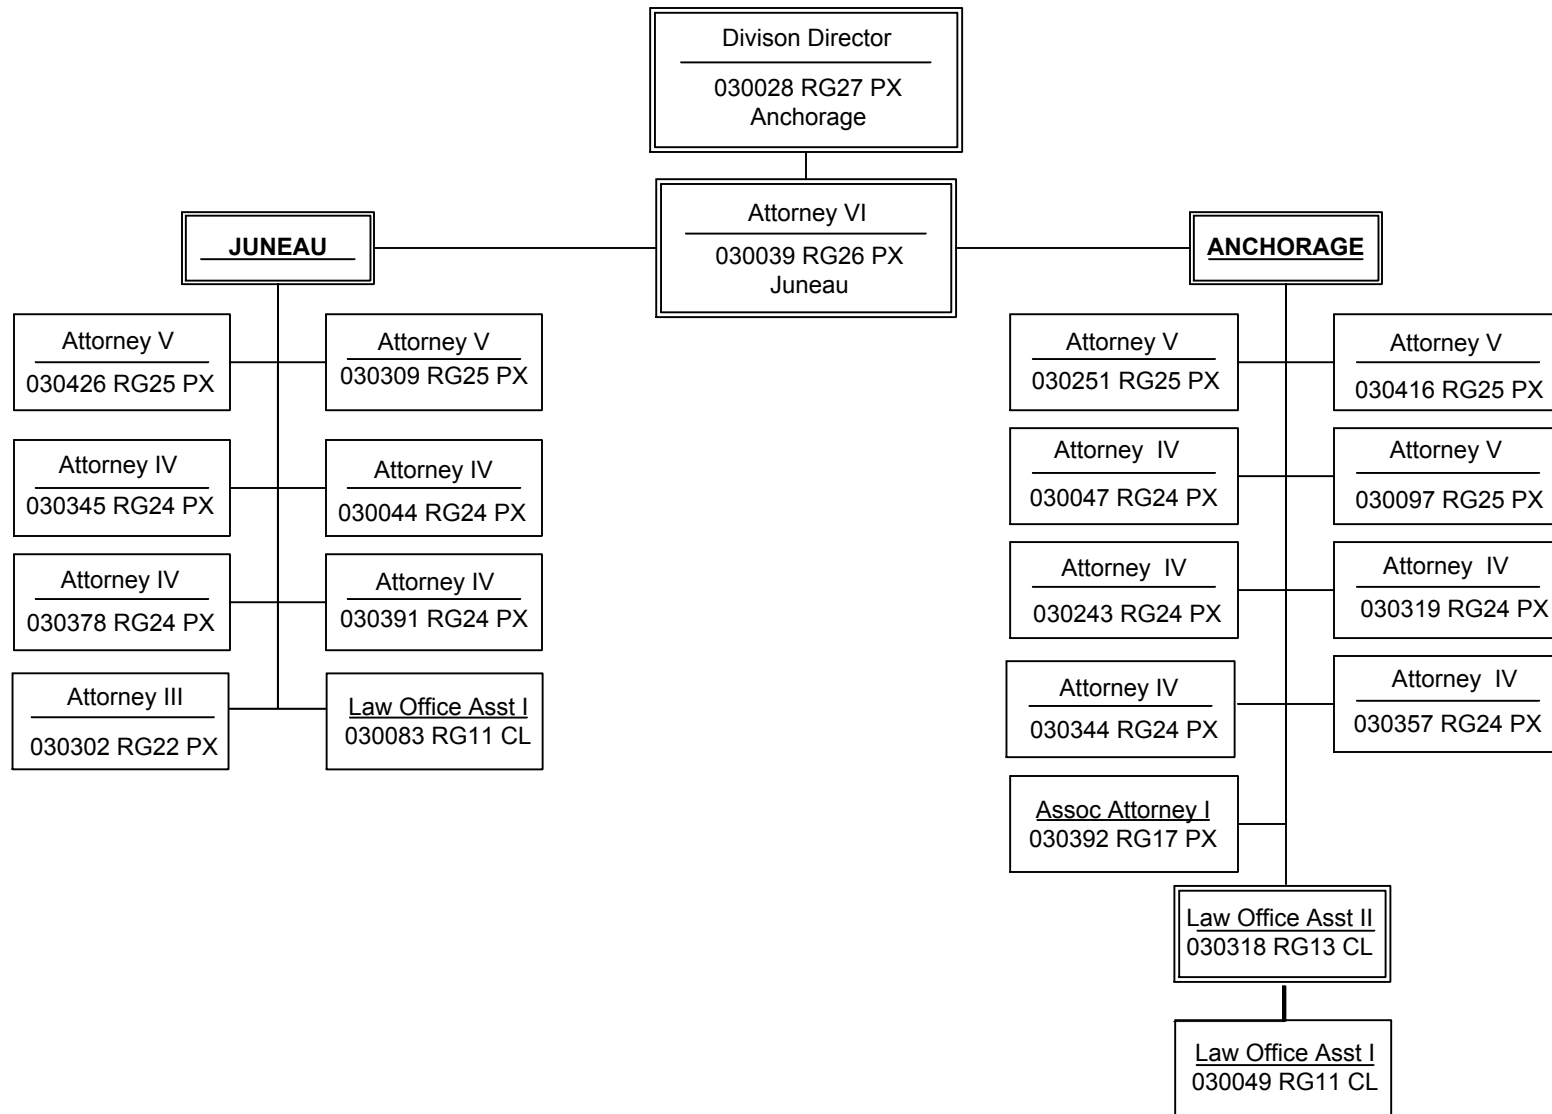 Divison Director
030028 RG27 PX
Anchorage
Attorney VI
030039 RG26 PX
Juneau
JUNEAU
Attorney V
030426 RG25 PX
Attorney V
030309 RG25 PX
Attorney IV
030345 RG24 PX
Attorney IV
030044 RG24 PX
Attorney IV
030378 RG24 PX
Attorney IV
030391 RG24 PX
Attorney III
030302 RG22 PX
Law Office Asst I
030083 RG11 CL
ANCHORAGE
Attorney V
030251 RG25 PX
Attorney V
030416 RG25 PX
Attorney IV
030047 RG24 PX
Attorney V
030097 RG25 PX
Attorney IV
030243 RG24 PX
Attorney IV
030319 RG24 PX
Attorney IV
030344 RG24 PX
Attorney IV
030357 RG24 PX
Assoc Attorney I
030392 RG17 PX
Law Office Asst II
030318 RG13 CL
Law Office Asst I
030049 RG11 CL